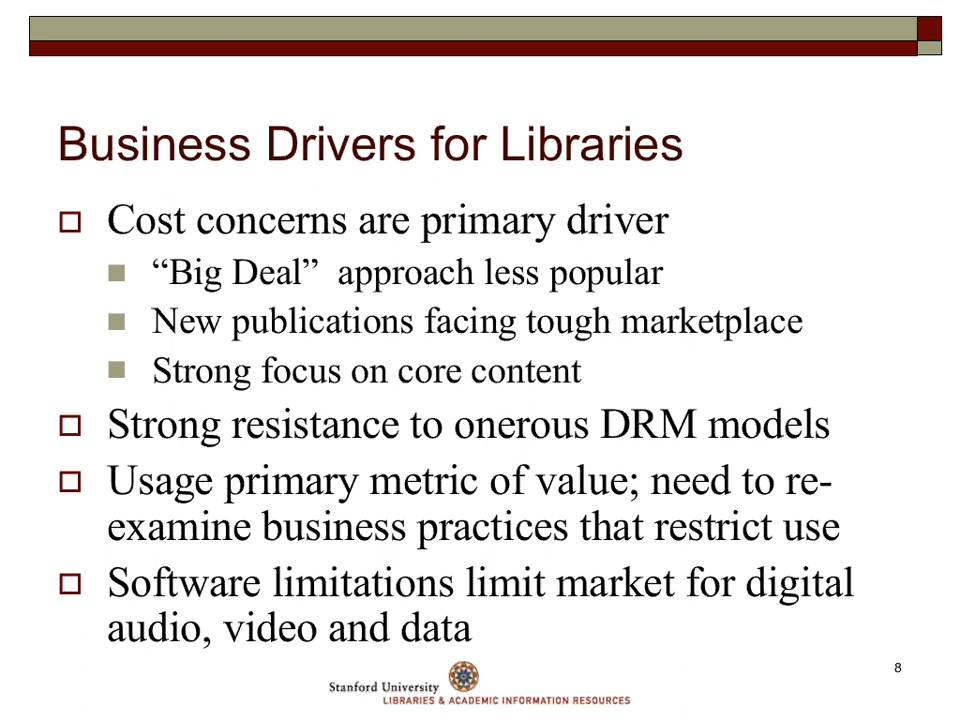 Business Drivers for Libraries
Cost concerns are primary driver
“Big Deal”  approach less popular
New publications facing tough marketplace
Strong focus on core content
Strong resistance to onerous DRM models
Usage primary metric of value; need to re-
examine business practices that restrict use
Software limitations limit market for digital
audio, video and data
8
Stanford University
LIBRARIES & ACADEMIC INFORMATION RESOURCES